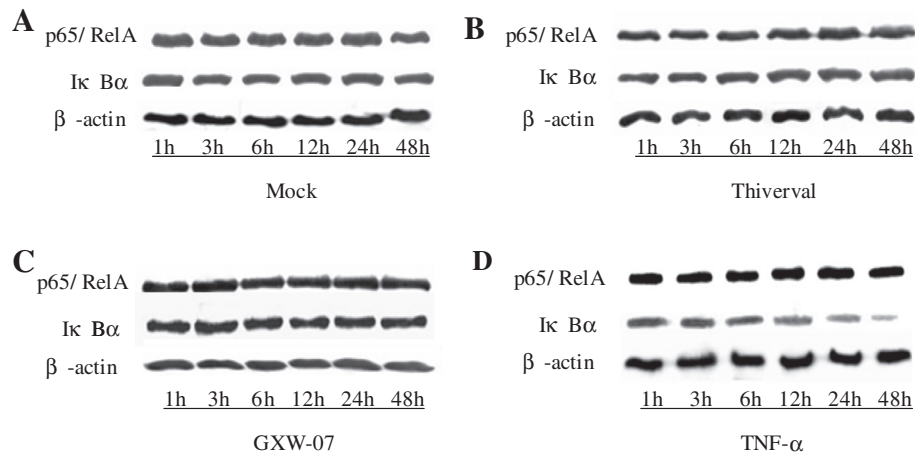 A
p65/ RelA
Iκ Bα
β -actin
1h 3h 6h 12h 24h 48h
Mock
B
p65/ RelA
Iκ Bα
β -actin
1h 3h 6h 12h 24h 48h
Thiverval
C
p65/ RelA
Iκ Bα
β -actin
1h 3h 6h 12h 24h 48h
GXW-07
D
p65/ RelA
Iκ Bα
β -actin
1h 3h 6h 12h 24h 48h
TNF-α